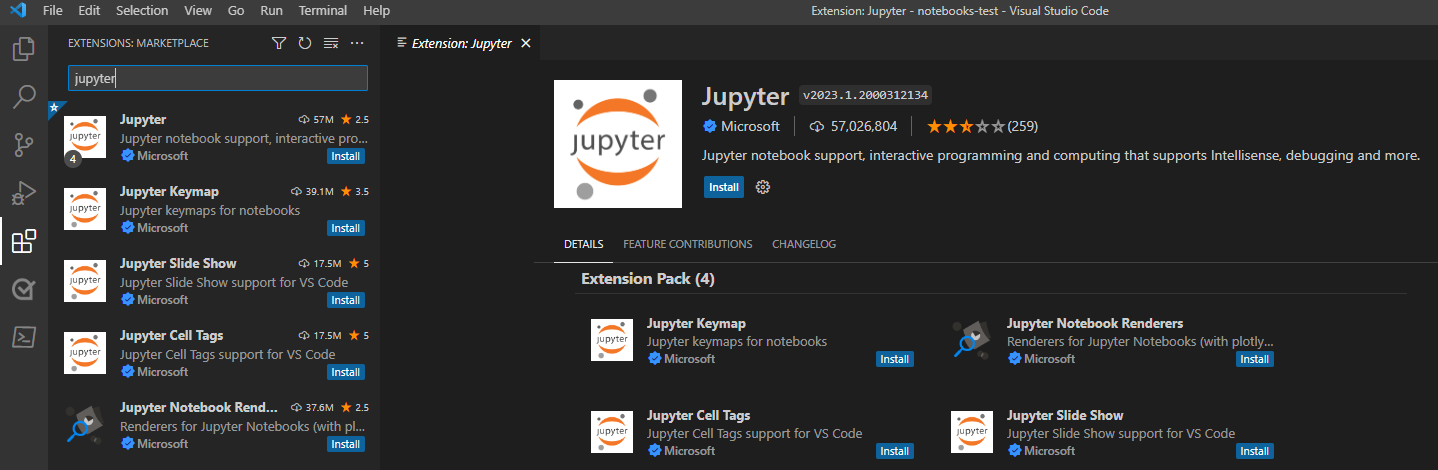 File Edit Selection View Go Run Terminal Help
Extension: Jupyter - notebooks-test - Visual Studio Code
EXTENSIONS: MARKETPLACE
jupyter
Jupyter 57M 2.5
Jupyter notebook support, interactive pro...
Microsoft Install
jupyter
4
Jupyter Keymap 39.1M 3.5
Jupyter keymaps for notebooks
Microsoft Install
jupyter
Jupyter Slide Show 17.5M 5
Jupyter Slide Show support for VS Code
Microsoft Install
jupyter
Jupyter Cell Tags 17.5M 5
Jupyter Cell Tags support for VS Code
Microsoft Install
jupyter
Jupyter Notebook Rend... 37.6M 2.5
Renderers for Jupyter Notebooks (with pl...
Microsoft Install
Extension: Jupyter
jupyter
Jupyter v2023.1.2000312134
Microsoft 57,026,804 (259)
Jupyter notebook support, interactive programming and computing that supports Intellisense, debugging and more.
Install
DETAILS FEATURE CONTRIBUTIONS CHANGELOG
Extension Pack (4)
jupyter
Jupyter Keymap
Jupyter keymaps for notebooks
Microsoft Install
Jupyter Notebook Renderers
Renderers for Jupyter Notebooks (with plotly...
Microsoft Install
jupyter
Jupyter Cell Tags
Jupyter Cell Tags support for VS Code
Microsoft Install
jupyter
Jupyter Slide Show
Jupyter Slide Show support for VS Code
Microsoft Install